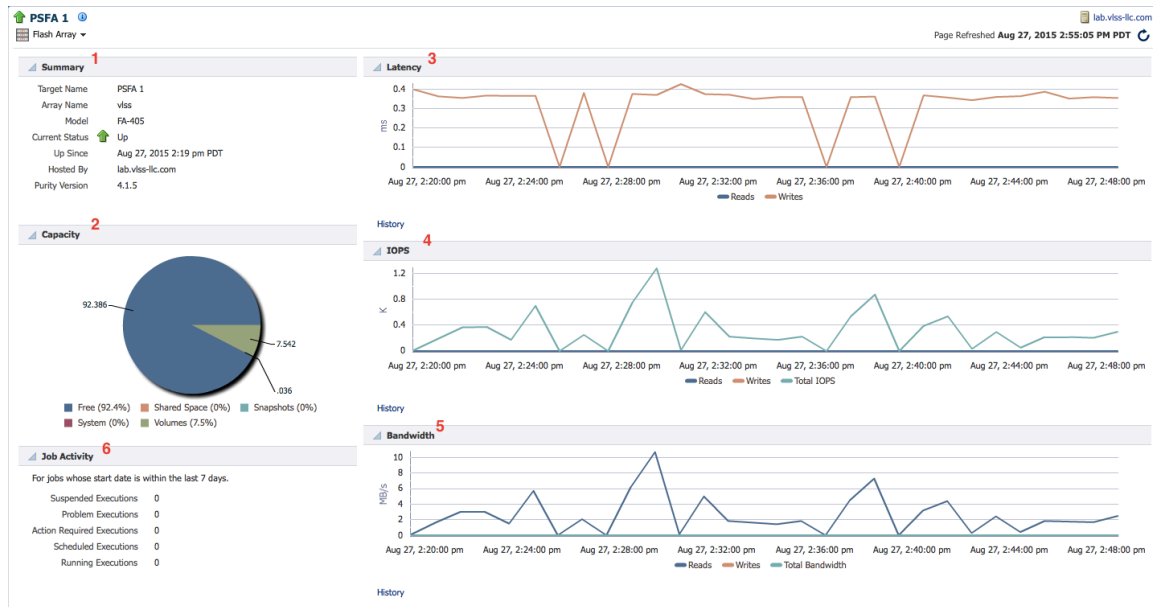 PSFA 1
lab.vlss-llc.com
Flash Array
Page Refreshed Aug 27, 2015 2:55:05 PM PDT
Summary 1
Target Name PSFA 1
Array Name vlss
Model FA-405
Current Status Up
Up Since Aug 27, 2015 2:19 pm PDT
Hosted By lab.vlss-llc.com
Purity Version 4.1.5
Capacity 2
92.386
7.542
.036
Free (92.4%) Shared Space (0%) Snapshots (0%)
System (0%) Volumes (7.5%)
Job Activity 6
For jobs whose start date is within the last 7 days.
Suspended Executions 0
Problem Executions 0
Action Required Executions 0
Scheduled Executions 0
Running Executions 0
Latency 3
0.4
0.3
0.2
0.1
0
ms
Aug 27, 2:20:00 pm Aug 27, 2:24:00 pm Aug 27, 2:28:00 pm Aug 27, 2:32:00 pm Aug 27, 2:36:00 pm Aug 27, 2:40:00 pm Aug 27, 2:44:00 pm Aug 27, 2:48:00 pm
Reads Writes
History
IOPS 4
1.2
0.8
0.4
0
K
Aug 27, 2:20:00 pm Aug 27, 2:24:00 pm Aug 27, 2:28:00 pm Aug 27, 2:32:00 pm Aug 27, 2:36:00 pm Aug 27, 2:40:00 pm Aug 27, 2:44:00 pm Aug 27, 2:48:00 pm
Reads Writes Total IOPS
History
Bandwidth 5
10
8
6
4
2
0
MB/s
Aug 27, 2:20:00 pm Aug 27, 2:24:00 pm Aug 27, 2:28:00 pm Aug 27, 2:32:00 pm Aug 27, 2:36:00 pm Aug 27, 2:40:00 pm Aug 27, 2:44:00 pm Aug 27, 2:48:00 pm
Reads Writes Total Bandwidth
History